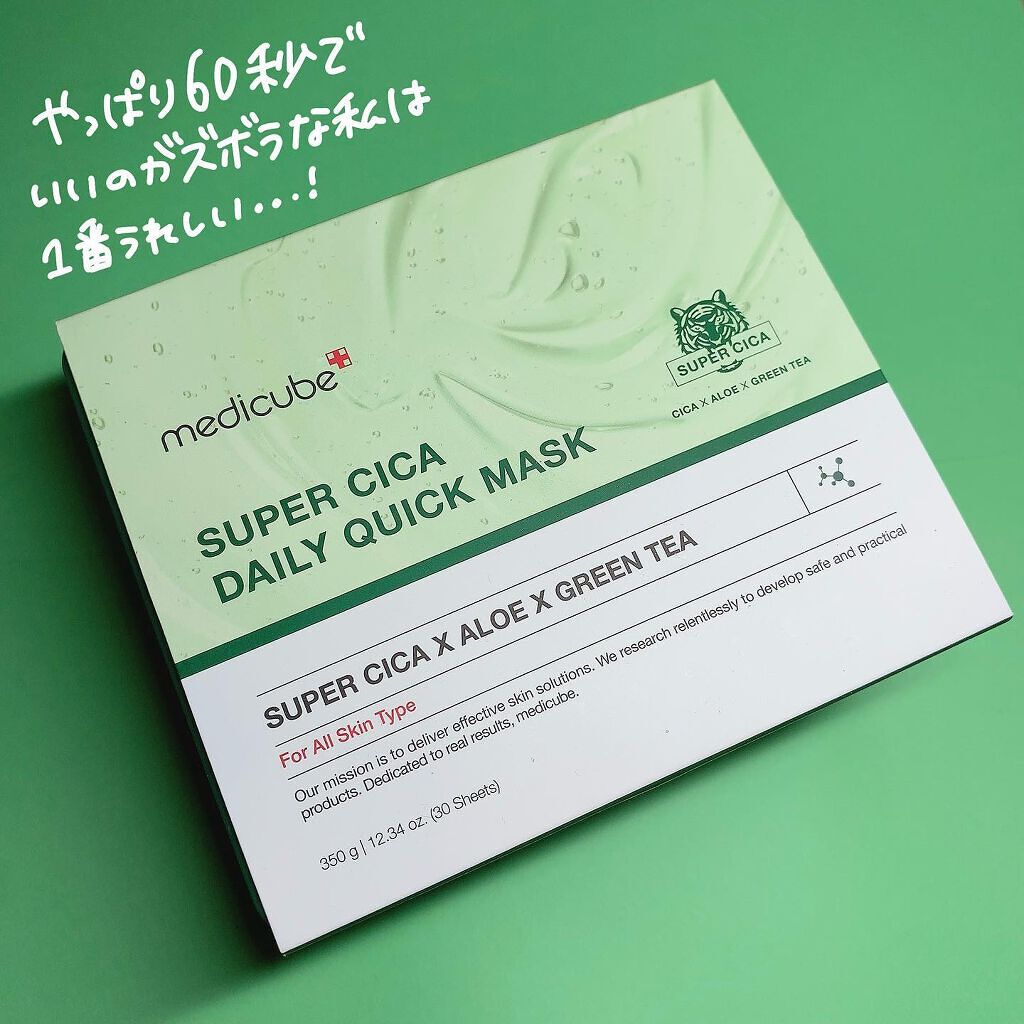 やっぱり60秒で
いいのがズボラな私は
1番うれしい...!
medicube
SUPER CICA
CICA X ALOE X GREEN TEA
SUPER CICA
DAILY QUICK MASK
SUPER CICA X ALOE X GREEN TEA
For All Skin Type
Our mission is to deliver effective skin solutions. We research relentlessly to develop safe and practical
products. Dedicated to real results, medicube.
350 g | 12.34 oz. (30 Sheets)